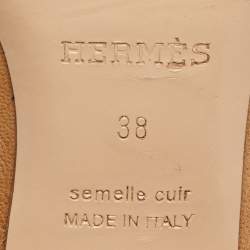 HERMÈS
38
semelle cuir
MADE IN ITALY